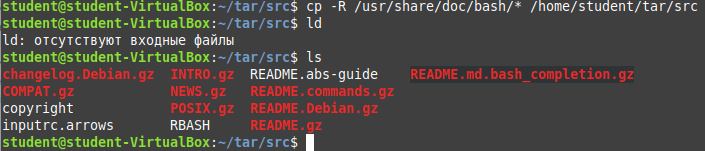 student@student-VirtualBox:~/tar/src$ cp -R /usr/share/doc/bash/* /home/student/tar/src
student@student-VirtualBox:~/tar/src$ ld
ld: отсутствуют входные файлы
student@student-VirtualBox:~/tar/src$ ls
changelog.Debian.gz INTRO.gz README.abs-guide README.md.bash_completion.gz
COMPAT.gz NEWS.gz README.commands.gz
copyright POSIX.gz README.Debian.gz
inputrc.arrows RBASH README.gz
student@student-VirtualBox:~/tar/src$